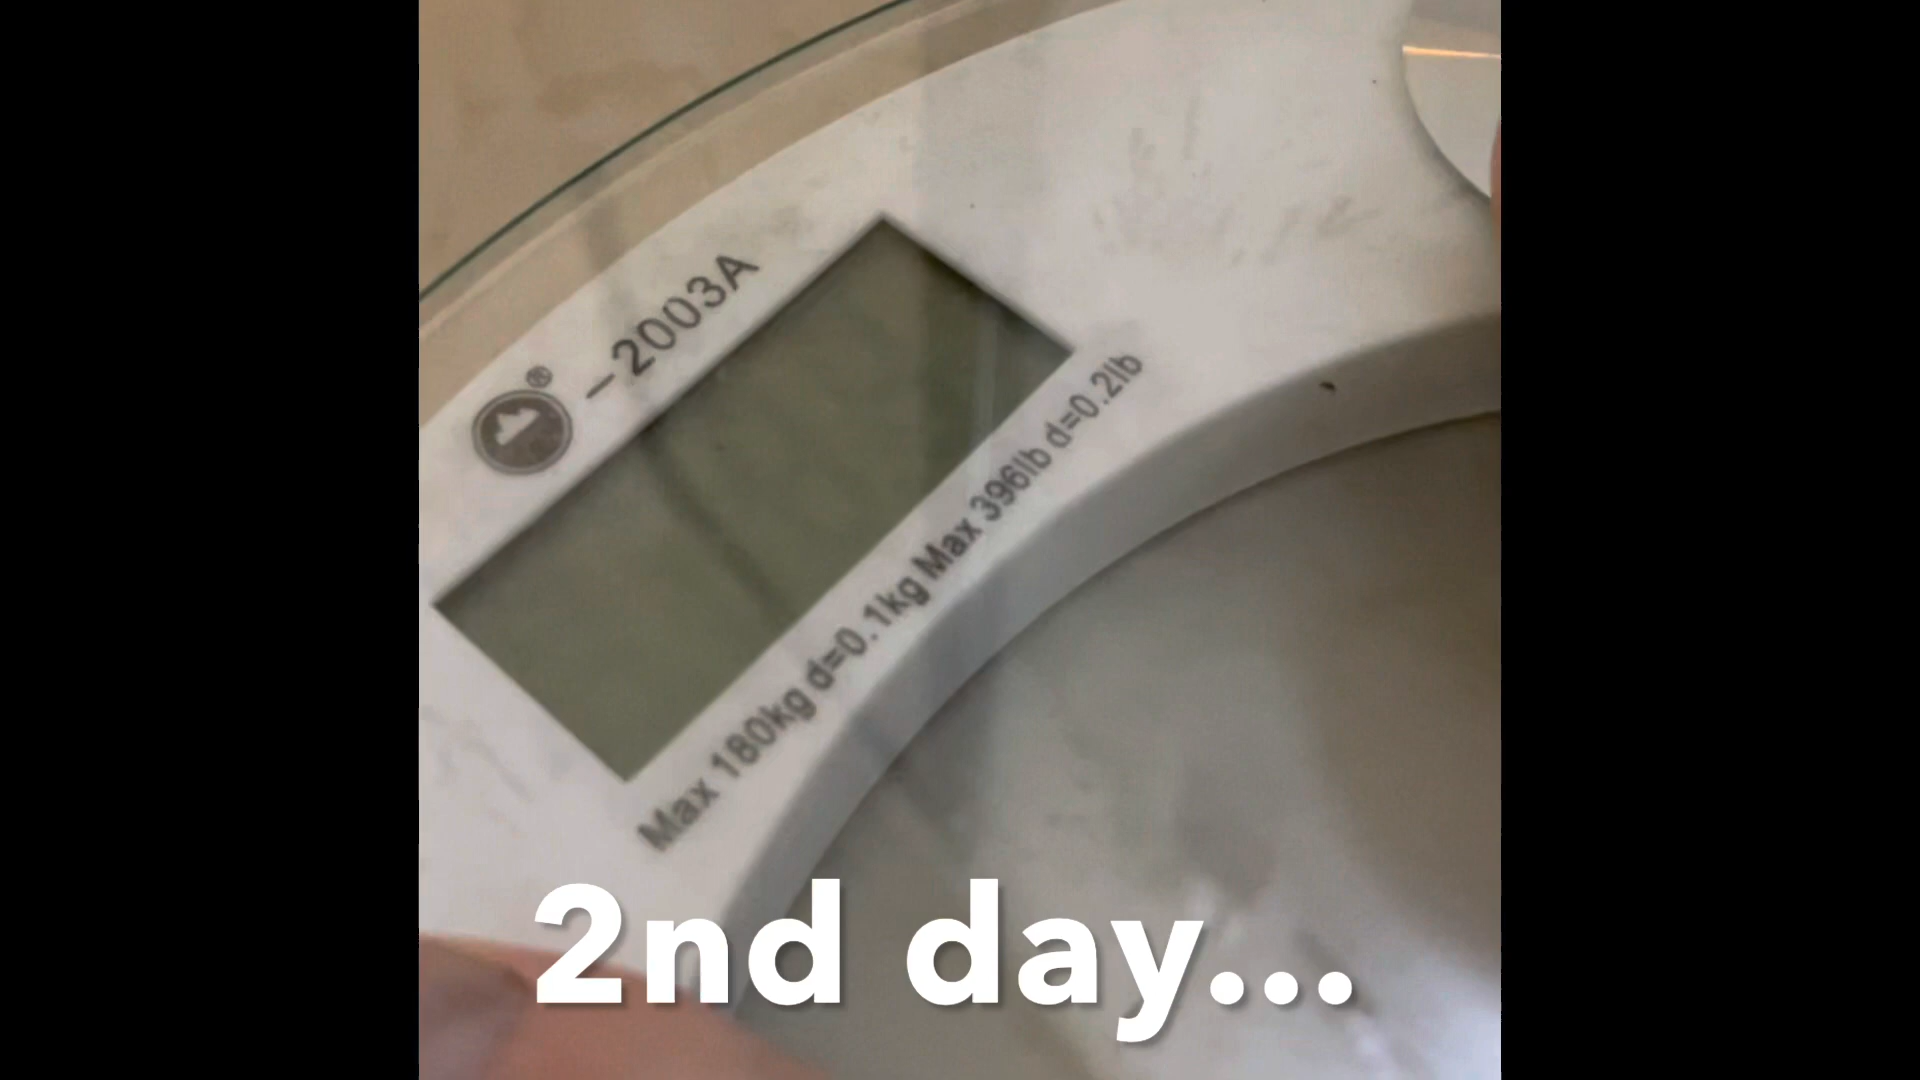 ®
–2003A
Max 180kg d=0.1kg Max 396lb d=0.2lb
2nd day...